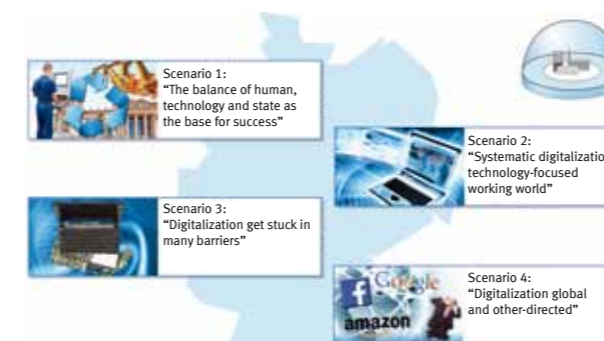 Scenario 1:
“The balance of human,
technology and state as
the base for success”
Scenario 2:
“Systematic digitalizatio
technology-focused
working world”
Scenario 3:
“Digitalization get stuck in
many barriers”
Scenario 4:
“Digitalization global
and other-directed”
f
Google
amazon